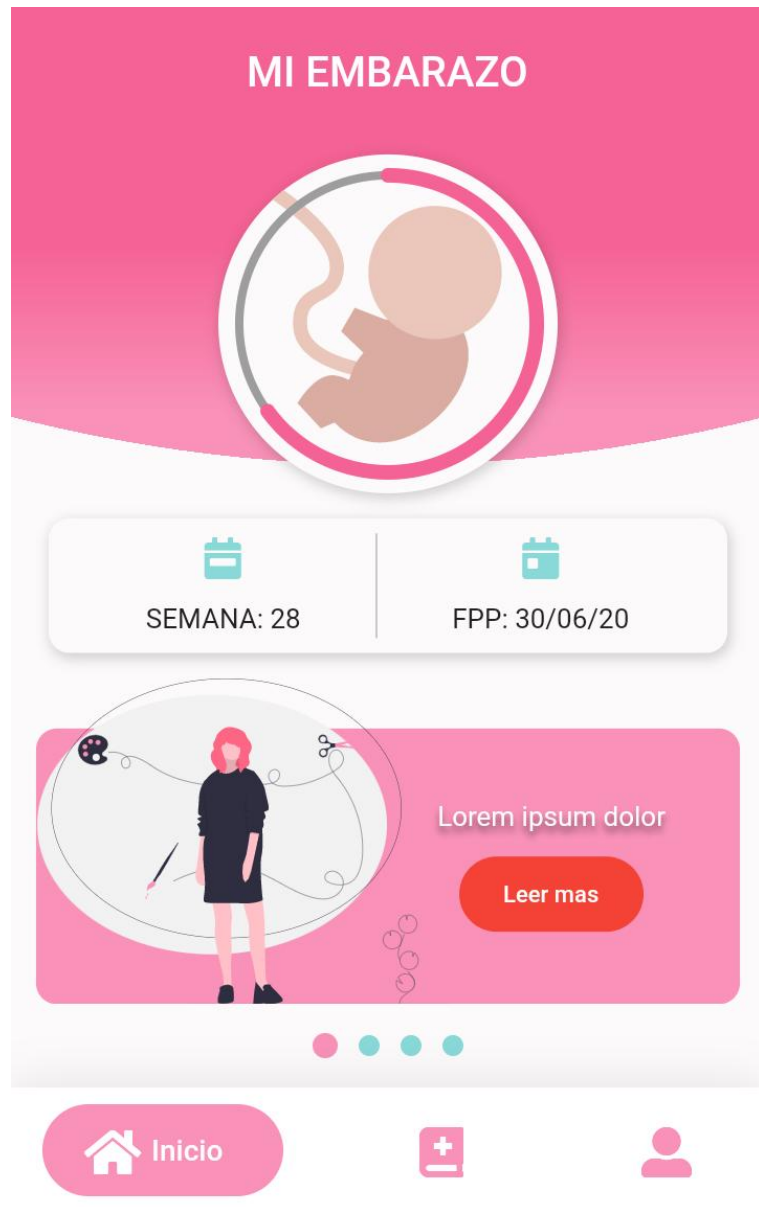 MI EMBARAZO
SEMANA: 28
FPP: 30/06/20
Lorem ipsum dolor
Leer mas
Inicio